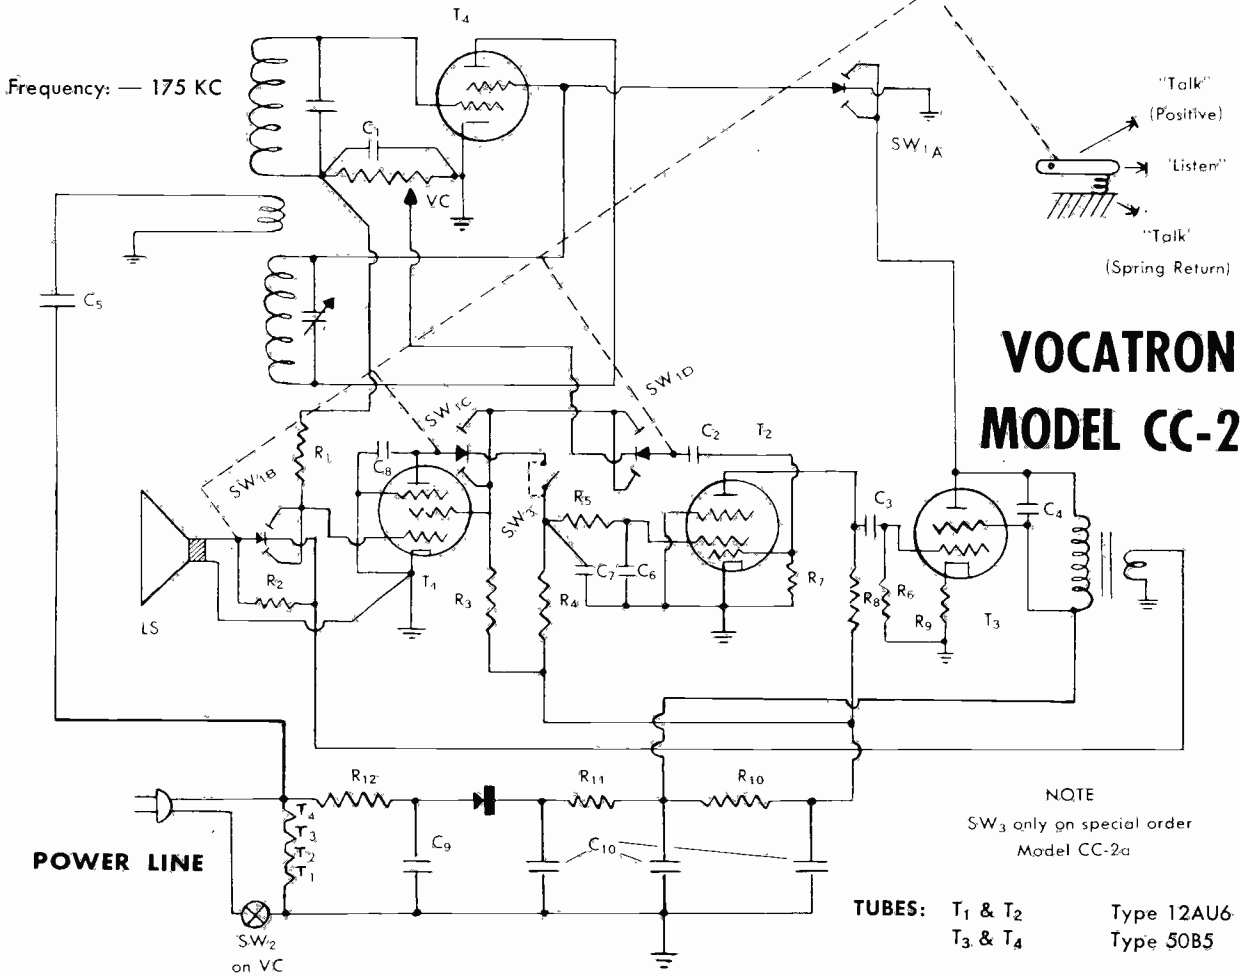 T4
Frequency: — 175 KC
C1
VC
SW1A
"Talk"
(Positive)
'Listen"
"Talk'
(Spring Return)
C5
VOCATRON
MODEL CC-2
SW1D
SW1C
C2
T2
R1
C8
SW1B
SW3
R5
C3
C4
R2
T1
R3
C7
C6
R4
R7
R8
R6
R9
T3
LS
R12
R11
R10
T4
T3
T2
T1
C9
C10
POWER LINE
SW2
on VC
NOTE
SW3 only on special order
Model CC-2a
TUBES: T1 & T2 Type 12AU6
T3 & T4 Type 50B5